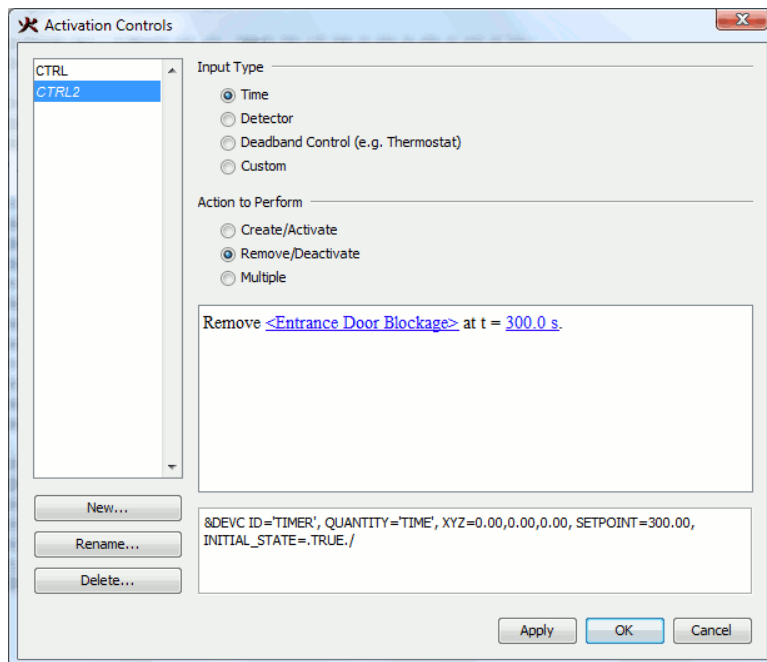 Activation Controls
CTRL
CTRL2
Input Type
Time
Detector
Deadband Control (e.g. Thermostat)
Custom
Action to Perform
Create/Activate
Remove/Deactivate
Multiple
Remove <Entrance Door Blockage> at t = 300.0 s.
New...
Rename...
Delete...
&DEVC ID='TIMER', QUANTITY='TIME', XYZ=0.00,0.00,0.00, SETPOINT=300.00,
INITIAL_STATE=.TRUE./
Apply
OK
Cancel